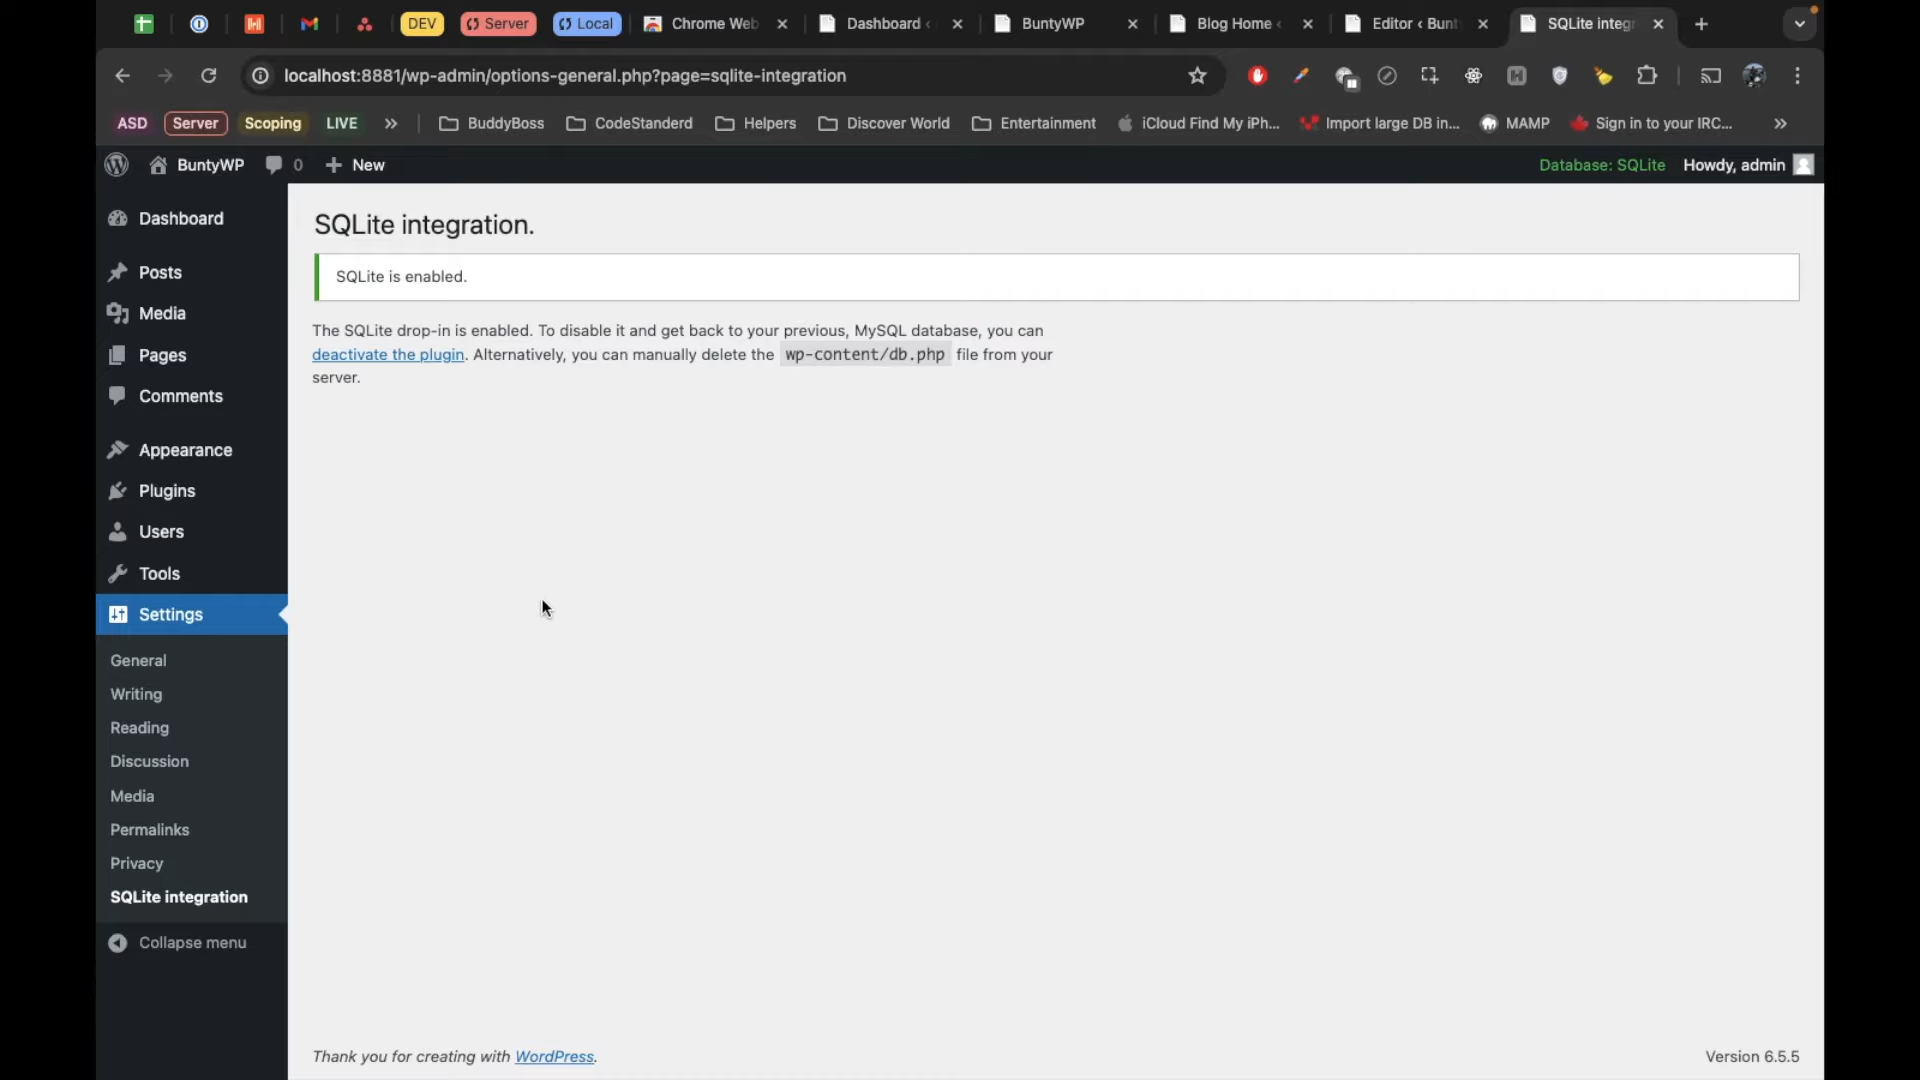 DEV
Server
Local
Chrome Web
Dashboard ‹
BuntyWP
Blog Home ‹
Editor ‹ Bunt
SQLite integr
localhost:8881/wp-admin/options-general.php?page=sqlite-integration
ASD
Server
Scoping
LIVE
»
BuddyBoss
CodeStanderd
Helpers
Discover World
Entertainment
iCloud Find My iPh...
Import large DB in...
MAMP
Sign in to your IRC...
»
BuntyWP
0
New
Database: SQLite
Howdy, admin
Dashboard
Posts
Media
Pages
Comments
Appearance
Plugins
Users
Tools
Settings
General
Writing
Reading
Discussion
Media
Permalinks
Privacy
SQLite integration
Collapse menu
SQLite integration.
SQLite is enabled.
The SQLite drop-in is enabled. To disable it and get back to your previous, MySQL database, you can
deactivate the plugin. Alternatively, you can manually delete the wp-content/db.php file from your
server.
Thank you for creating with WordPress.
Version 6.5.5